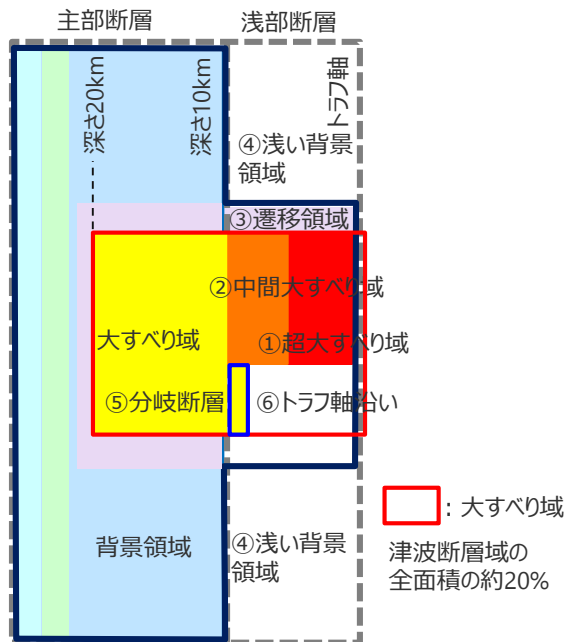 主部断層
浅部断層
深さ20km
深さ10km
トラフ軸
④浅い背景
領域
③遷移領域
②中間大すべり域
①超大すべり域
大すべり域
⑤分岐断層
⑥トラフ軸沿い
背景領域
④浅い背景
領域
：大すべり域
津波断層域の
全面積の約20%